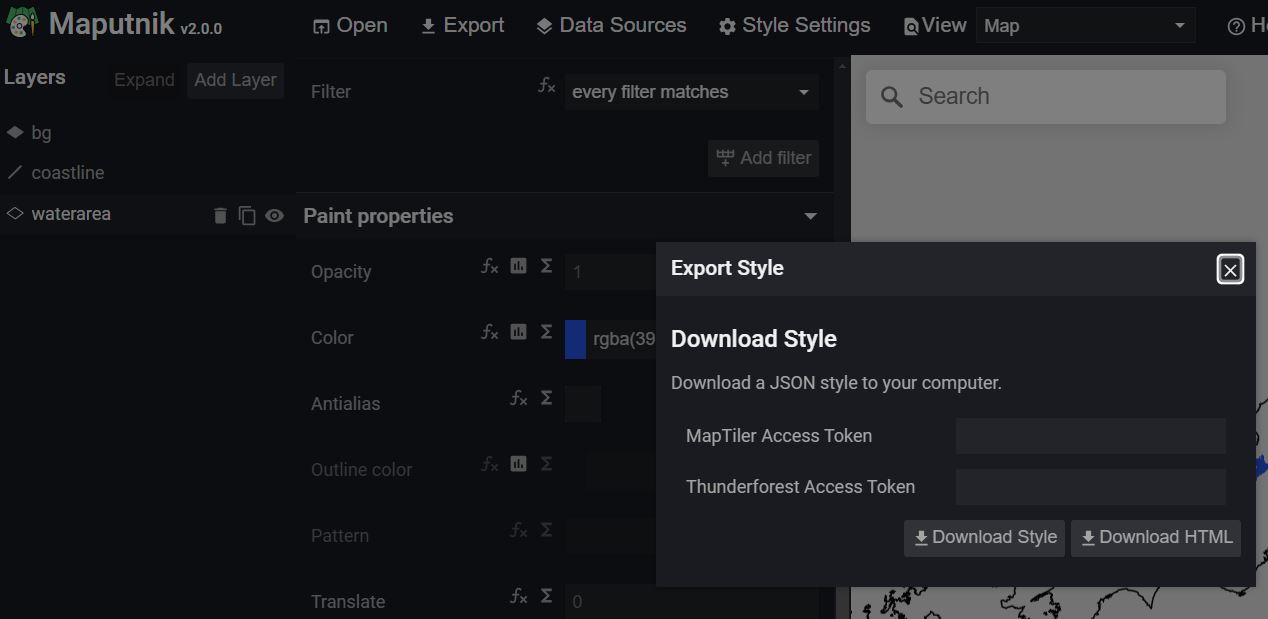 Maputnik v2.0.0
Open
Export
Data Sources
Style Settings
View
Map
Layers
Expand
Add Layer
bg
coastline
waterarea
Filter
every filter matches
Add filter
Paint properties
Opacity
1
Color
rgba(39
Antialias
Outline color
Pattern
Translate
0
Search
Export Style
Download Style
Download a JSON style to your computer.
MapTiler Access Token
Thunderforest Access Token
Download Style
Download HTML